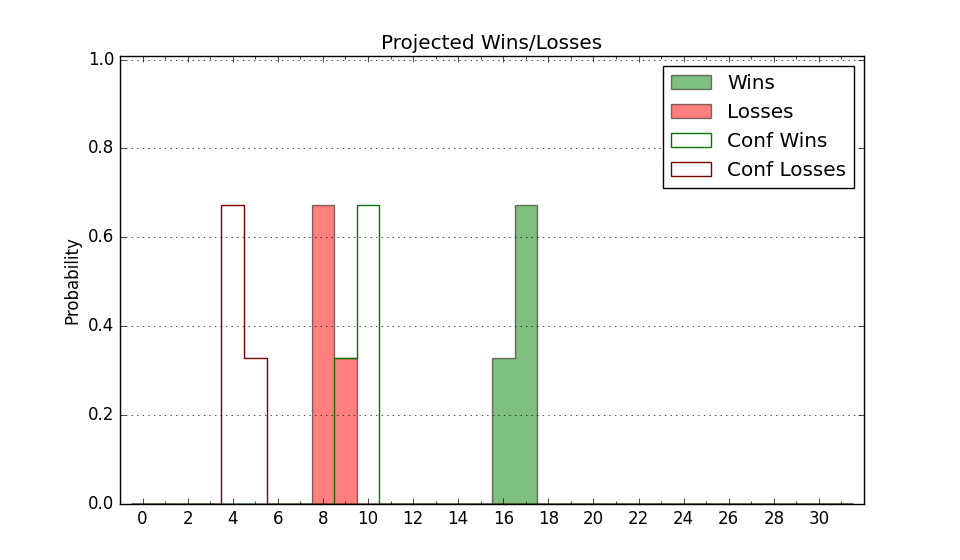 Projected Wins/Losses
Probability
1.0
0.8
0.6
0.4
0.2
0.0
Wins
Losses
Conf Wins
Conf Losses
0 2 4 6 8 10 12 14 16 18 20 22 24 26 28 30